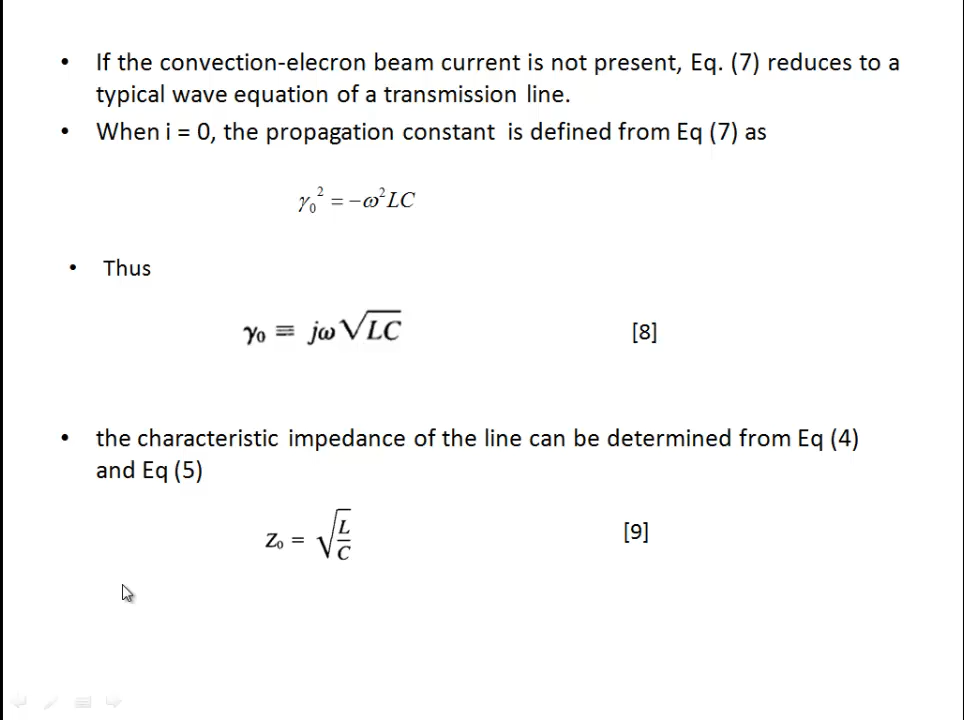 • If the convection-elecron beam current is not present, Eq. (7) reduces to a
typical wave equation of a transmission line.
• When i = 0, the propagation constant is defined from Eq (7) as
γ₀² = −ω²LC
• Thus
γ₀ ≡ jω√LC [8]
• the characteristic impedance of the line can be determined from Eq (4)
and Eq (5)
Z₀ = √(L/C) [9]